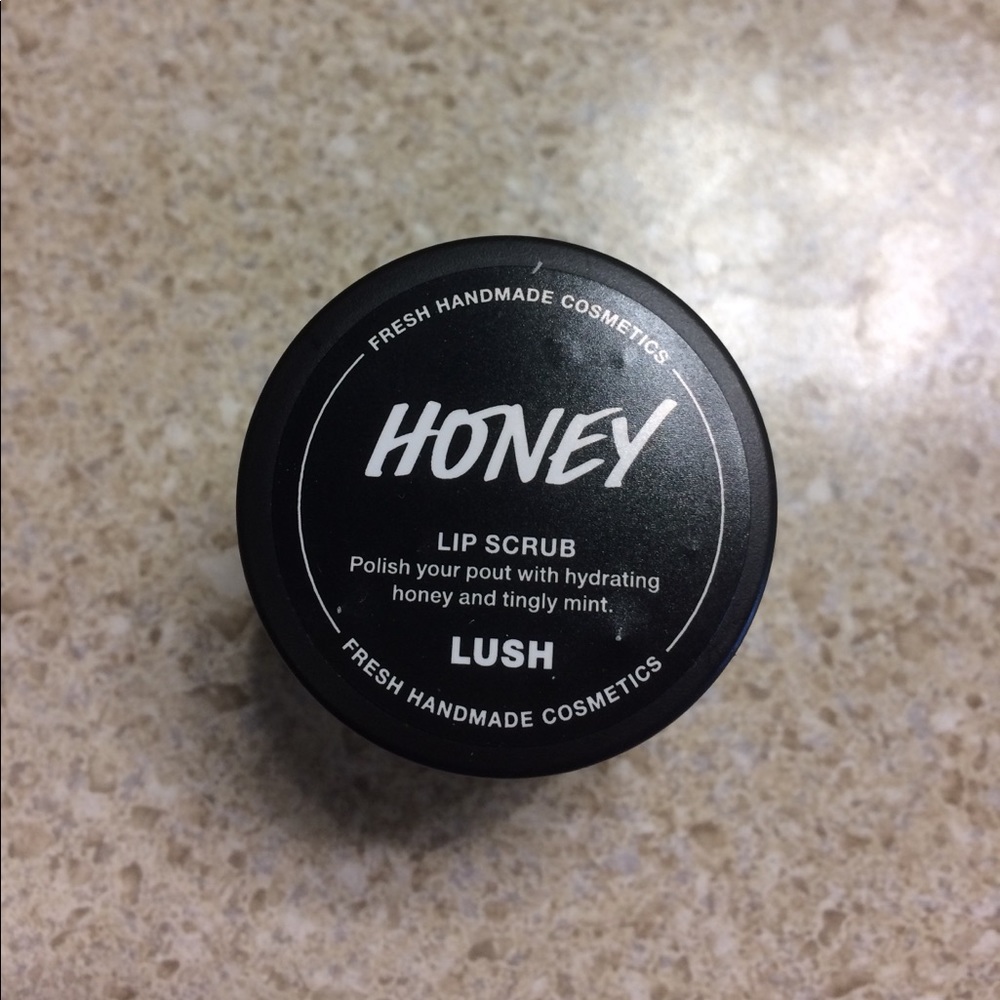 FRESH HANDMADE COSMETICS
HONEY
LIP SCRUB
Polish your pout with hydrating
honey and tingly mint.
LUSH
FRESH HANDMADE COSMETICS